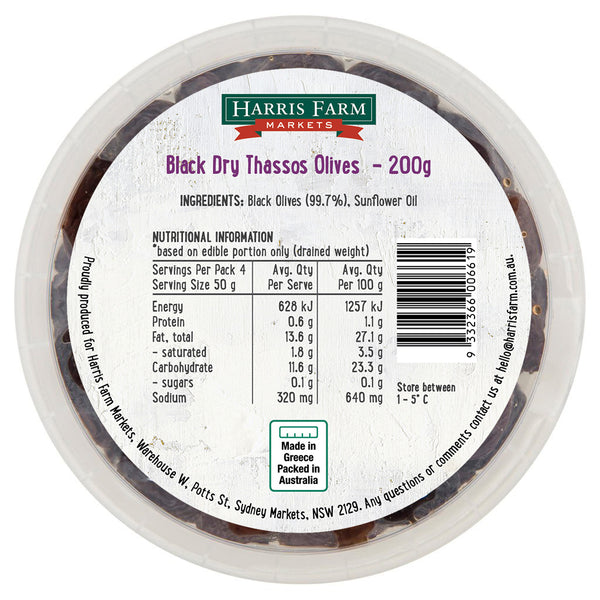 HARRIS FARM
MARKETS
Black Dry Thassos Olives - 200g
INGREDIENTS: Black Olives (99.7%), Sunflower Oil
NUTRITIONAL INFORMATION
*based on edible portion only (drained weight)
Servings Per Pack 4 Avg. Qty Avg. Qty
Serving Size 50 g Per Serve Per 100 g
Energy 628 kJ 1257 kJ
Protein 0.6 g 1.1 g
Fat, total 13.6 g 27.1 g
- saturated 1.8 g 3.5 g
Carbohydrate 11.6 g 23.3 g
- sugars 0.1 g 0.1 g
Sodium 320 mg 640 mg
9 332366 006619
Store between
1 - 5° C
Made in
Greece
Packed in
Australia
Proudly produced for Harris Farm Markets, Warehouse W, Potts St, Sydney Markets, NSW 2129. Any questions or comments contact us at hello@harrisfarm.com.au.